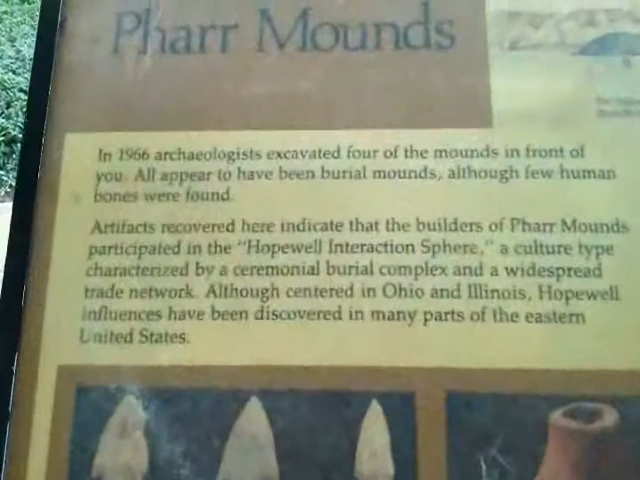 Pharr Mounds
In 1966 archaeologists excavated four of the mounds in front of
you. All appear to have been burial mounds, although few human
bones were found.
Artifacts recovered here indicate that the builders of Pharr Mounds
participated in the "Hopewell Interaction Sphere," a culture type
characterized by a ceremonial burial complex and a widespread
trade network. Although centered in Ohio and Illinois, Hopewell
influences have been discovered in many parts of the eastern
United States.